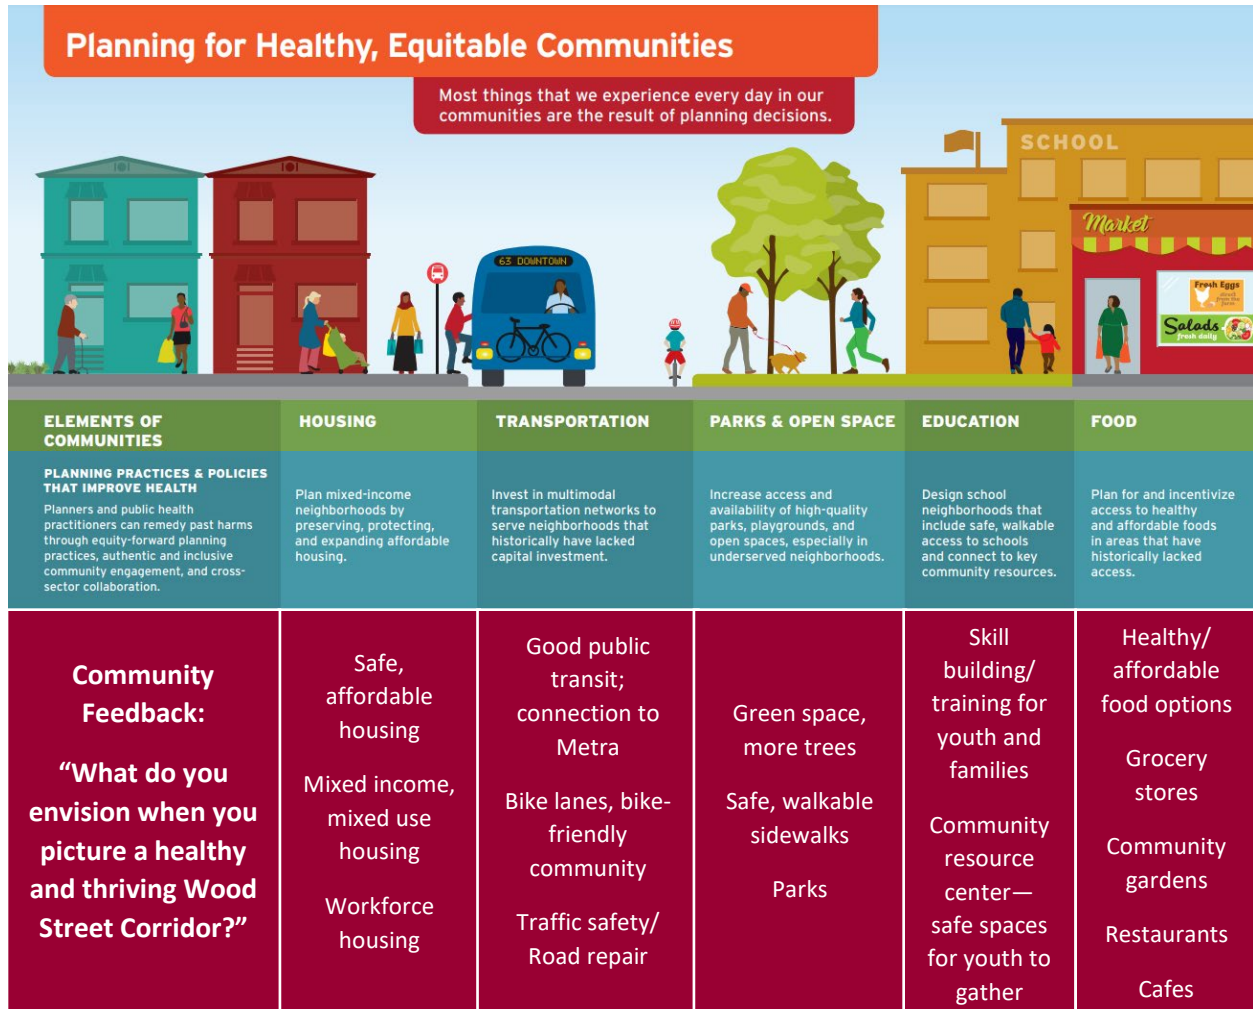 Planning for Healthy, Equitable Communities
Most things that we experience every day in our
communities are the result of planning decisions.
SCHOOL
Market
63 DOWNTOWN
Fresh Eggs
Salads
fresh daily
ELEMENTS OF
COMMUNITIES
PLANNING PRACTICES & POLICIES
THAT IMPROVE HEALTH
Planners and public health
practitioners can remedy past harms
through equity-forward planning
practices, authentic and inclusive
community engagement, and cross-
sector collaboration.
HOUSING
Plan mixed-income
neighborhoods by
preserving, protecting,
and expanding affordable
housing.
TRANSPORTATION
Invest in multimodal
transportation networks to
serve neighborhoods that
historically have lacked
capital investment.
PARKS & OPEN SPACE
Increase access and
availability of high-quality
parks, playgrounds, and
open spaces, especially in
underserved neighborhoods.
EDUCATION
Design school
neighborhoods that
include safe, walkable
access to schools
and connect to key
community resources.
FOOD
Plan for and incentivize
access to healthy
and affordable foods
in areas that have
historically lacked
access.
Community
Feedback:
“What do you
envision when you
picture a healthy
and thriving Wood
Street Corridor?”
Safe,
affordable
housing
Mixed income,
mixed use
housing
Workforce
housing
Good public
transit;
connection to
Metra
Bike lanes, bike-
friendly
community
Traffic safety/
Road repair
Green space,
more trees
Safe, walkable
sidewalks
Parks
Skill
building/
training for
youth and
families
Community
resource
center—
safe spaces
for youth to
gather
Healthy/
affordable
food options
Grocery
stores
Community
gardens
Restaurants
Cafes